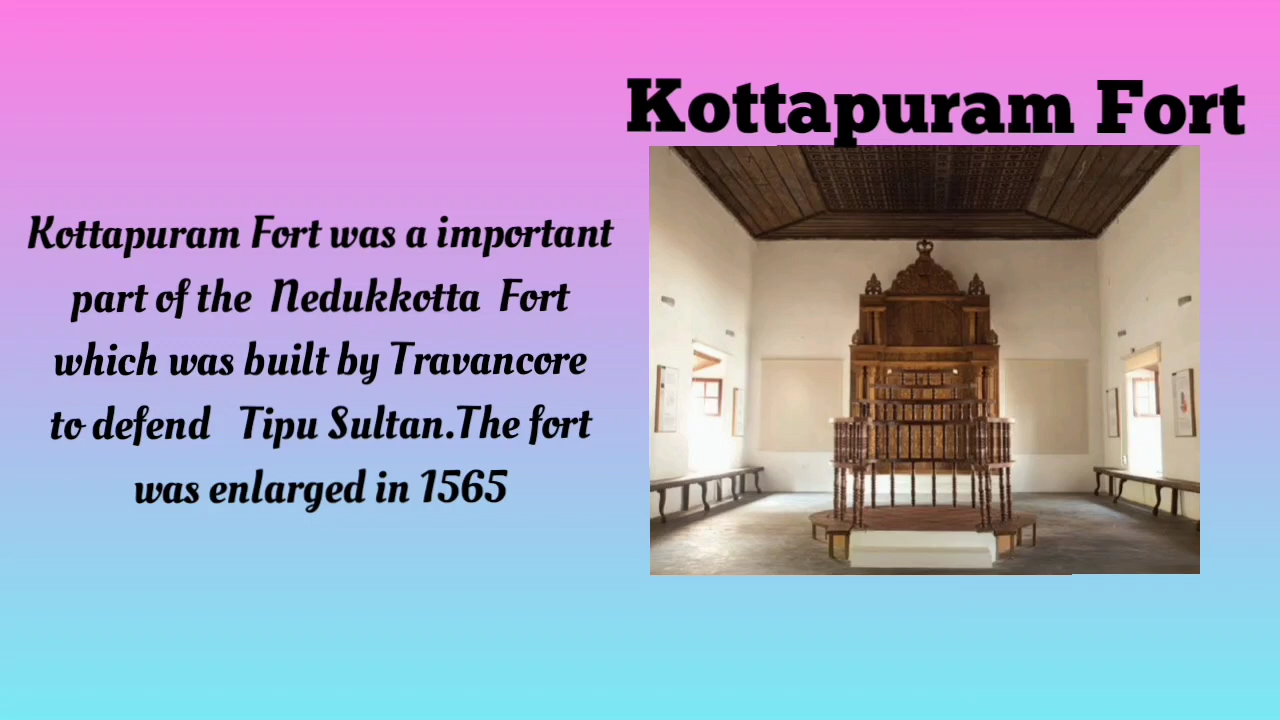 Kottapuram Fort
Kottapuram Fort was a important
part of the Nedukkotta Fort
which was built by Travancore
to defend Tipu Sultan.The fort
was enlarged in 1565